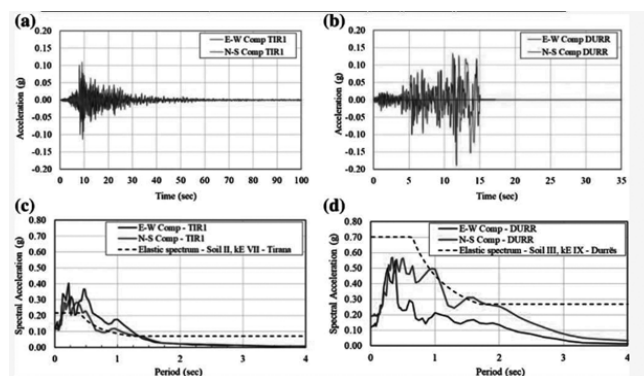 (a)
0.20
0.15
0.10
0.05
0.00
-0.05
-0.10
-0.15
0.20
Acceleration (g)
E-W Comp TIR1
N-S Comp TIR1
0 10 20 30 40 50 60 70 80 90 100
Time (sec)
(b)
0.20
0.15
0.10
0.05
0.00
-0.05
-0.10
-0.15
-0.20
Acceleration (g)
E-W Comp DURR
N-S Comp DURR
0 5 10 15 20 25 30 35
Time (sec)
(c)
0.80
0.70
0.60
0.50
0.40
0.30
0.20
0.10
0.00
Spectral Acceleration (g)
E-W Comp - TIR1
N-S Comp - TIR1
Elastic spectrum - Soil II, kE VII - Tirana
0 1 2 3 4
Period (sec)
(d)
0.80
0.70
0.60
0.50
0.40
0.30
0.20
0.10
0.00
Spectral Acceleration (g)
E-W Comp - DURR
N-S Comp - DURR
Elastic spectrum - Soil III, kE IX - Durrës
0 1 2 3 4
Period (sec)